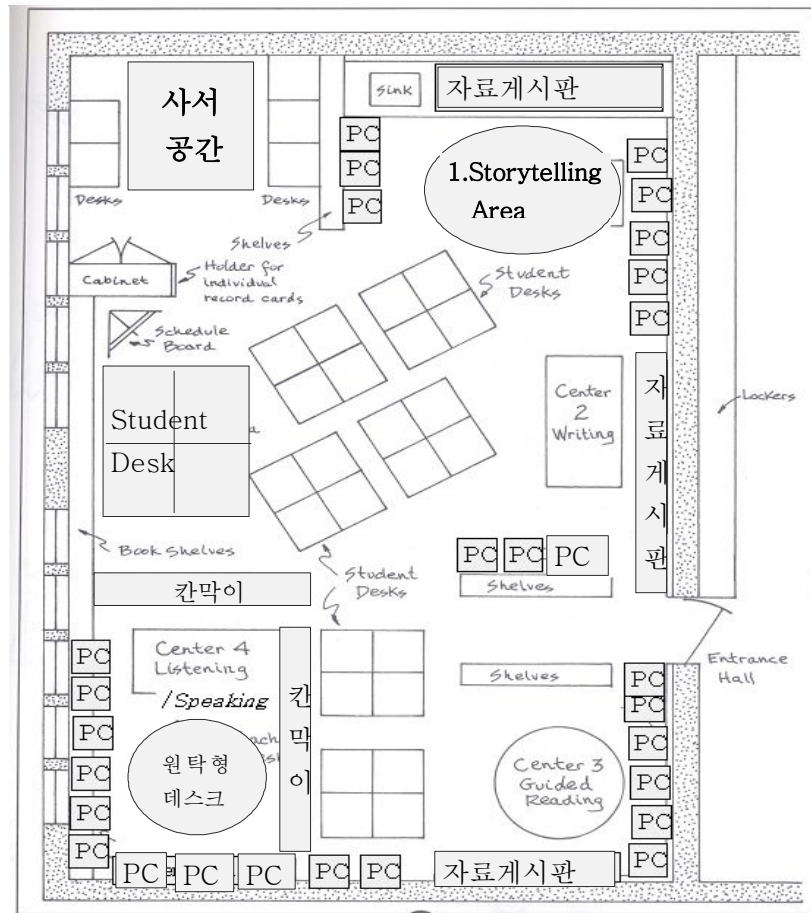 사서
공간
Sink
자료게시판
1.Storytelling
Area
PC
PC
PC
PC
PC
PC
PC
PC
Desks
Desks
Shelves
Cabinet
Holder for
individual
record cards
Student
Desks
Schedule
Board
Student
Desk
Center
2
Writing
자
료
게
시
판
Lockers
Book Shelves
PC
PC
PC
Shelves
칸막이
Student
Desks
Center 4
Listening
/Speaking
칸
막
이
Shelves
Entrance
Hall
PC
PC
PC
PC
PC
PC
원탁형
데스크
Center 3
Guided
Reading
PC
PC
PC
PC
PC
PC
PC
PC
PC
PC
PC
자료게시판